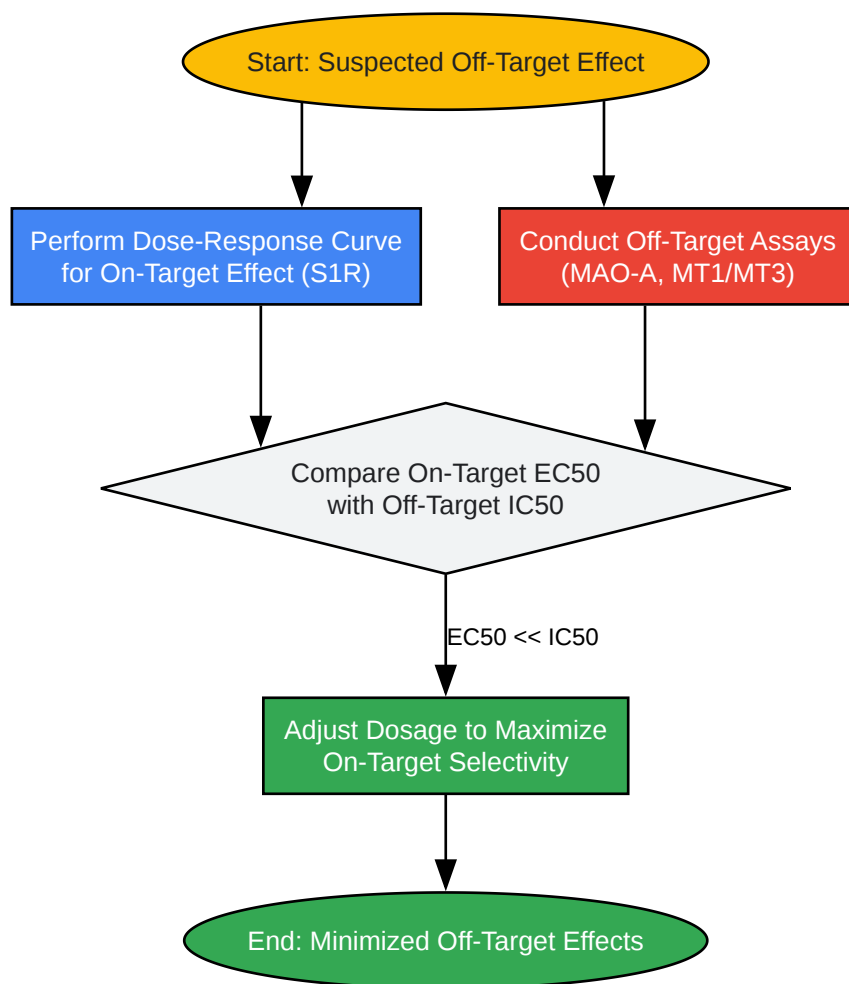 Start: Suspected Off-Target Effect
Perform Dose-Response Curve
for On-Target Effect (S1R)
Conduct Off-Target Assays
(MAO-A, MT1/MT3)
Compare On-Target EC50
with Off-Target IC50
EC50 << IC50
Adjust Dosage to Maximize
On-Target Selectivity
End: Minimized Off-Target Effects